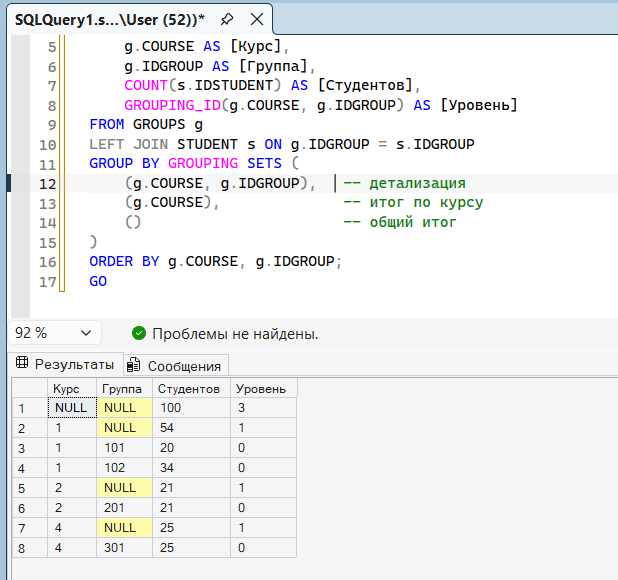 SQLQuery1.s...\User (52))*
5 g.COURSE AS [Курс],
6 g.IDGROUP AS [Группа],
7 COUNT(s.IDSTUDENT) AS [Студентов],
8 GROUPING_ID(g.COURSE, g.IDGROUP) AS [Уровень]
9 FROM GROUPS g
10 LEFT JOIN STUDENT s ON g.IDGROUP = s.IDGROUP
11 GROUP BY GROUPING SETS (
12 (g.COURSE, g.IDGROUP), -- детализация
13 (g.COURSE), -- итог по курсу
14 () -- общий итог
15 )
16 ORDER BY g.COURSE, g.IDGROUP;
17 GO
92 % Проблемы не найдены.
Результаты Сообщения
Курс Группа Студентов Уровень
1 NULL NULL 100 3
2 1 NULL 54 1
3 1 101 20 0
4 1 102 34 0
5 2 NULL 21 1
6 2 201 21 0
7 4 NULL 25 1
8 4 301 25 0